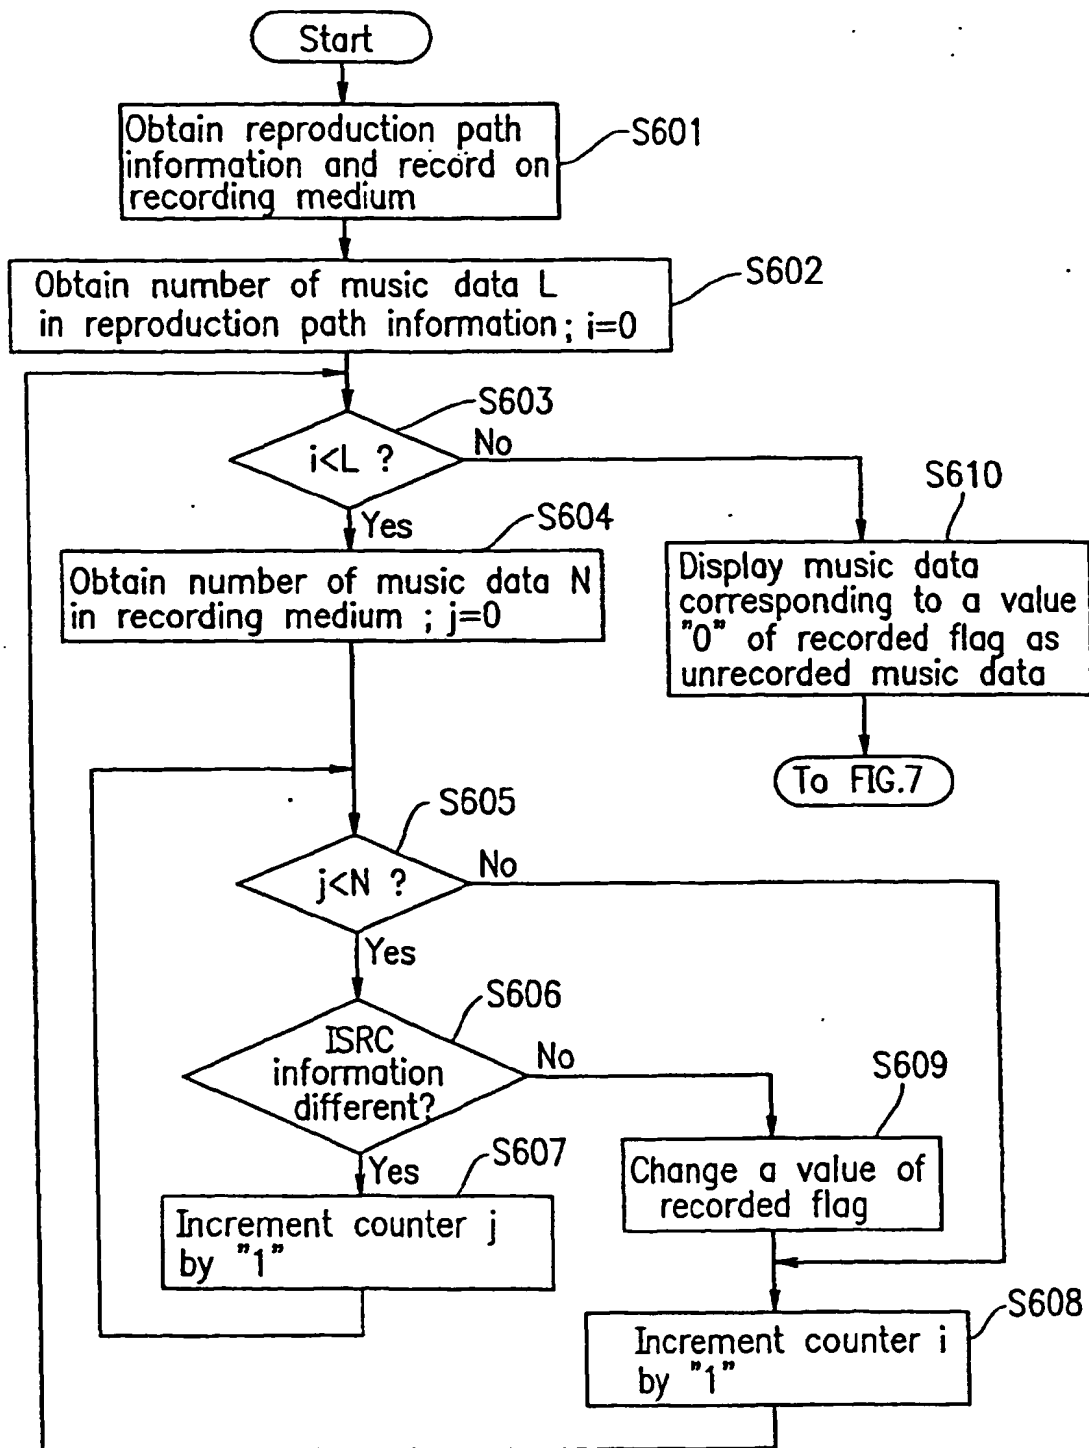 Start
Obtain reproduction path
information and record on
recording medium
S601
Obtain number of music data L
in reproduction path information; i=0
S602
S603
i<L ?
No
Yes
S604
Obtain number of music data N
in recording medium ; j=0
S610
Display music data
corresponding to a value
"0" of recorded flag as
unrecorded music data
To FIG.7
S605
j<N ?
No
Yes
S606
ISRC
information
different?
No
Yes
S607
Increment counter j
by "1"
S609
Change a value of
recorded flag
S608
Increment counter i
by "1"